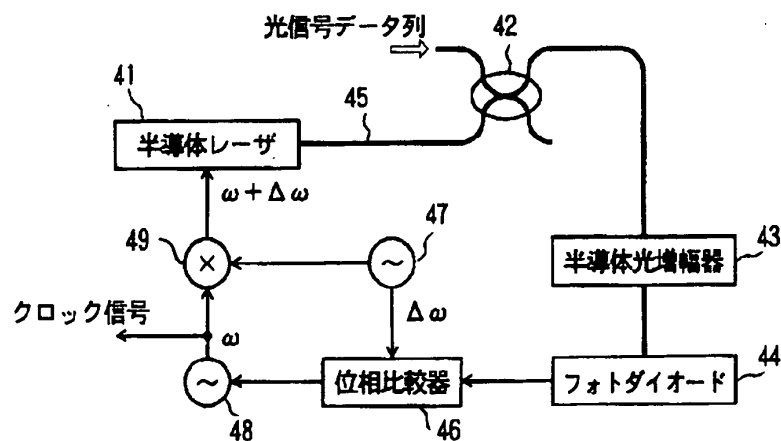 光信号データ列
42
41
45
半導体レーザ
ω+Δω
47
49
×
~
43
半導体光増幅器
クロック信号
ω
Δω
44
~
位相比較器
フォトダイオード
48
46